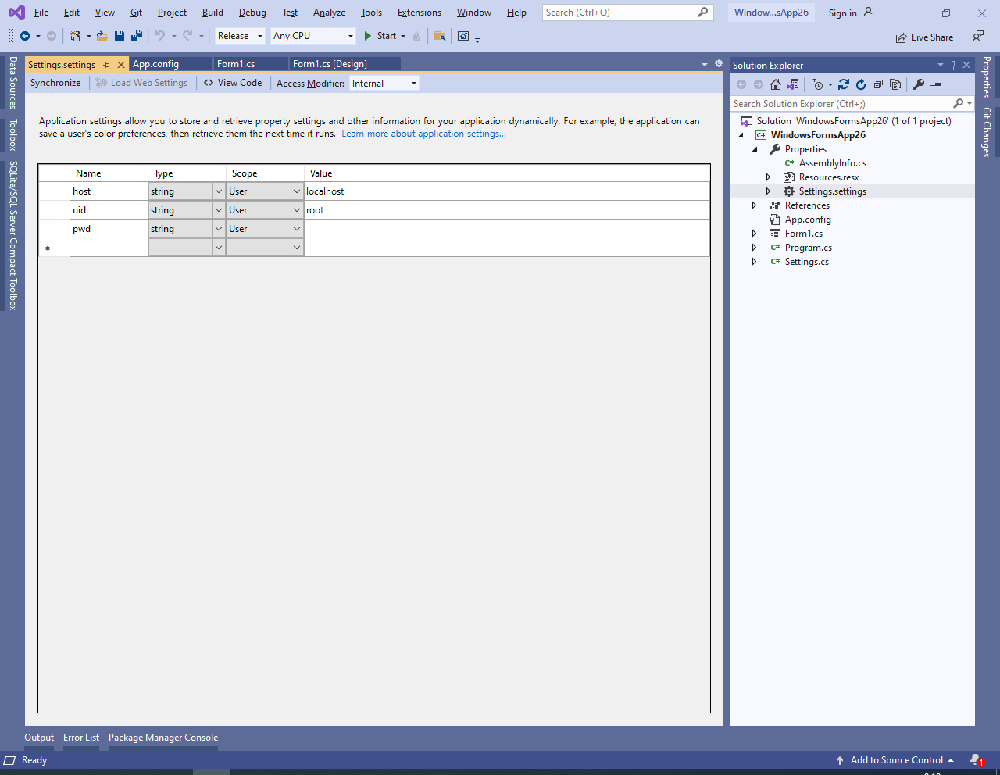 File Edit View Git Project Build Debug Test Analyze Tools Extensions Window Help Search (Ctrl+Q) Window...sApp26 Sign in
Release Any CPU Start Live Share
Data Sources
Toolbox
SQLite/SQL Server Compact Toolbox
Settings.settings App.config Form1.cs Form1.cs [Design]
Synchronize Load Web Settings View Code Access Modifier: Internal
Application settings allow you to store and retrieve property settings and other information for your application dynamically. For example, the application can
save a user's color preferences, then retrieve them the next time it runs. Learn more about application settings...
Name Type Scope Value
host string User localhost
uid string User root
pwd string User
Solution Explorer
Search Solution Explorer (Ctrl+;)
Solution 'WindowsFormsApp26' (1 of 1 project)
C# WindowsFormsApp26
Properties
C# AssemblyInfo.cs
Resources.resx
Settings.settings
References
App.config
Form1.cs
C# Program.cs
C# Settings.cs
Properties
Git Changes
Output Error List Package Manager Console
Ready Add to Source Control 1